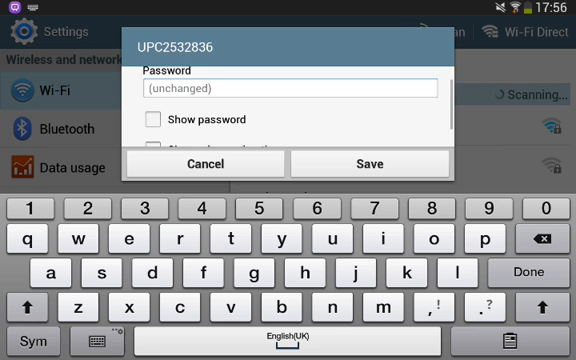 17:56
Settings
an
Wi-Fi Direct
UPC2532836
Wireless and network
Password
(unchanged)
Wi-Fi
Scanning...
Show password
Bluetooth
Cancel
Save
Data usage
1 2 3 4 5 6 7 8 9 0
q w e r t y u i o p
a s d f g h j k l Done
z x c v b n m , ! . ?
Sym
English(UK)